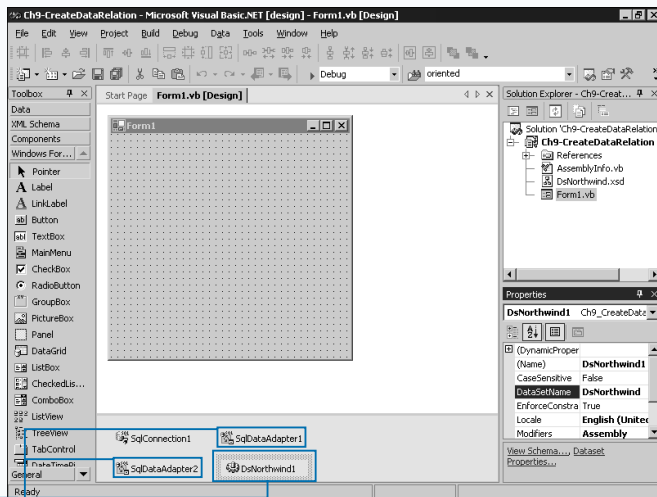 Ch9-CreateDataRelation - Microsoft Visual Basic.NET [design] - Form1.vb [Design]
File Edit View Project Build Debug Data Tools Window Help
Debug oriented
Toolbox
Data
XML Schema
Components
Windows For...
Pointer
Label
LinkLabel
Button
TextBox
MainMenu
CheckBox
RadioButton
GroupBox
PictureBox
Panel
DataGrid
ListBox
CheckedLis...
ComboBox
ListView
TreeView
TabControl
DateTimePi
General
Ready
Start Page Form1.vb [Design]
Form1
SqlConnection1
SqlDataAdapter1
SqlDataAdapter2
DsNorthwind1
Solution Explorer - Ch9-Creat...
Solution 'Ch9-CreateDataRelation
Ch9-CreateDataRelation
References
AssemblyInfo.vb
DsNorthwind.xsd
Form1.vb
Properties
DsNorthwind1 Ch9_CreateData
(DynamicProper
(Name) DsNorthwind1
CaseSensitive False
DataSetName DsNorthwind
EnforceConstra True
Locale English (United
Modifiers Assembly
View Schema..., Dataset
Properties...